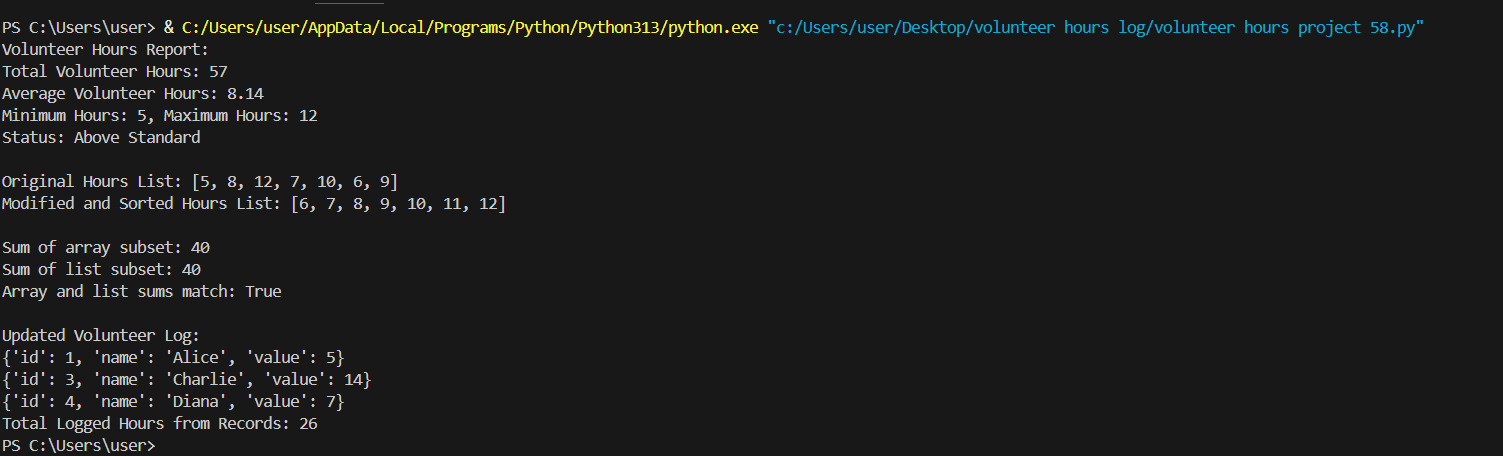 PS C:\Users\user> & C:/Users/user/AppData/Local/Programs/Python/Python313/python.exe "c:/Users/user/Desktop/volunteer hours log/volunteer hours project 58.py"
Volunteer Hours Report:
Total Volunteer Hours: 57
Average Volunteer Hours: 8.14
Minimum Hours: 5, Maximum Hours: 12
Status: Above Standard
Original Hours List: [5, 8, 12, 7, 10, 6, 9]
Modified and Sorted Hours List: [6, 7, 8, 9, 10, 11, 12]
Sum of array subset: 40
Sum of list subset: 40
Array and list sums match: True
Updated Volunteer Log:
{'id': 1, 'name': 'Alice', 'value': 5}
{'id': 3, 'name': 'Charlie', 'value': 14}
{'id': 4, 'name': 'Diana', 'value': 7}
Total Logged Hours from Records: 26
PS C:\Users\user>